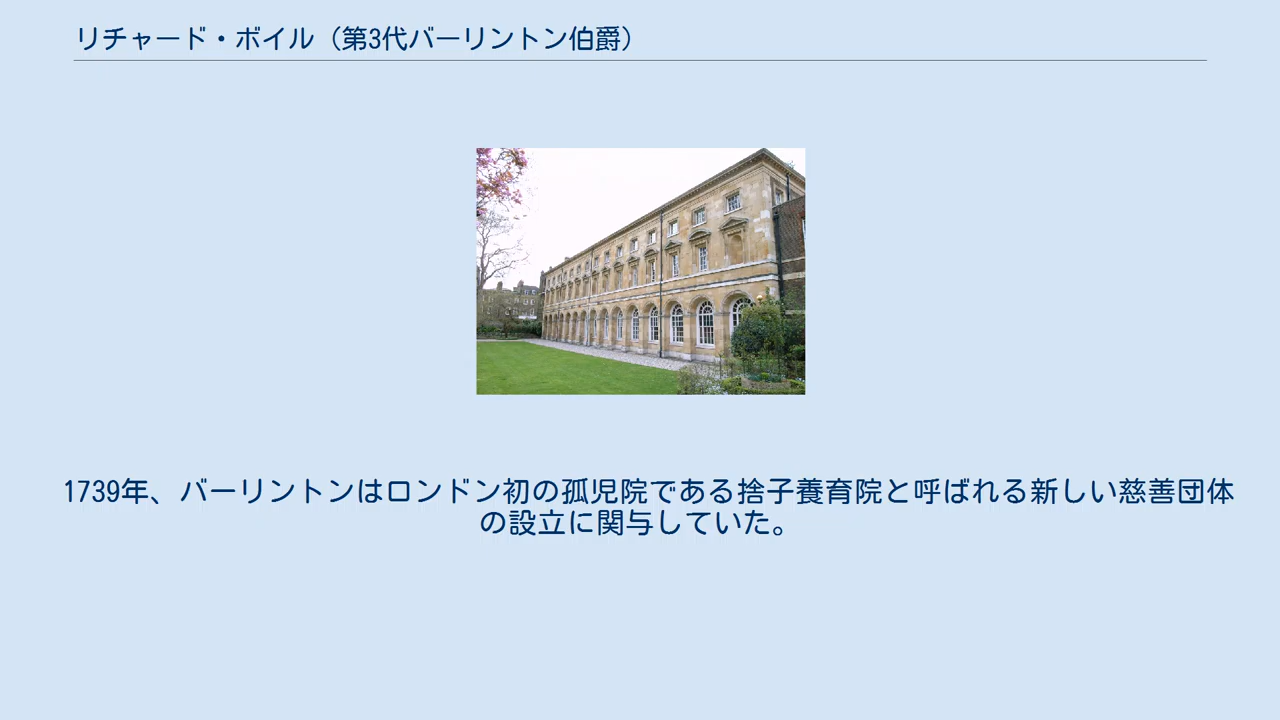 リチャード・ボイル（第3代バーリントン伯爵）
1739年、バーリントンはロンドン初の孤児院である捨子養育院と呼ばれる新しい慈善団体
の設立に関与していた。